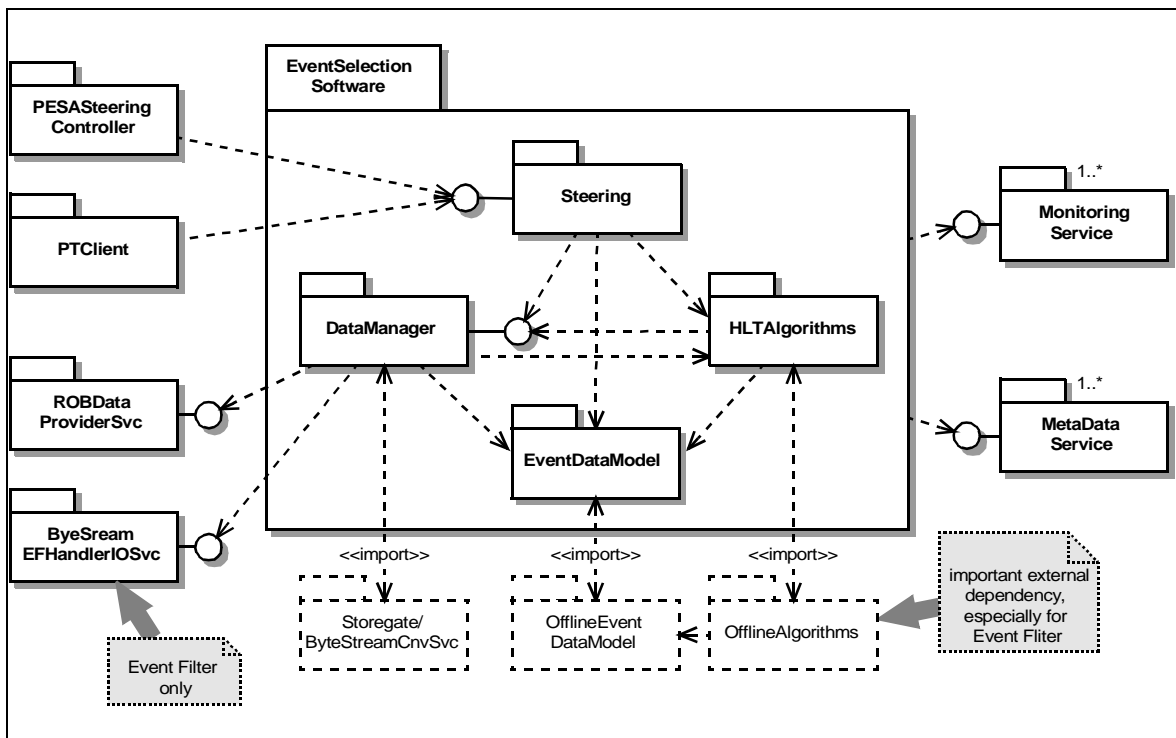 EventSelection
Software
PESASteering
Controller
Steering
1..*
Monitoring
Service
PTClient
DataManager
HLTAlgorithms
ROBData
ProviderSvc
1..*
MetaData
Service
EventDataModel
ByeSream
EFHandlerIOSvc
<<import>>
<<import>>
<<import>>
important external
dependency,
especially for
Event Fliter
Storegate/
ByteStreamCnvSvc
OfflineEvent
DataModel
OfflineAlgorithms
Event Filter
only